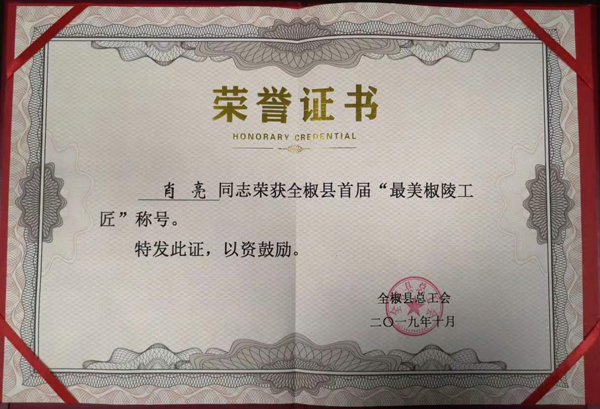 荣誉证书
HONORARY CREDENTIAL
肖 亮 同志荣获全椒县首届“最美椒陵工
匠”称号。
特发此证，以资鼓励。
全椒县总工会
二〇一九年十月